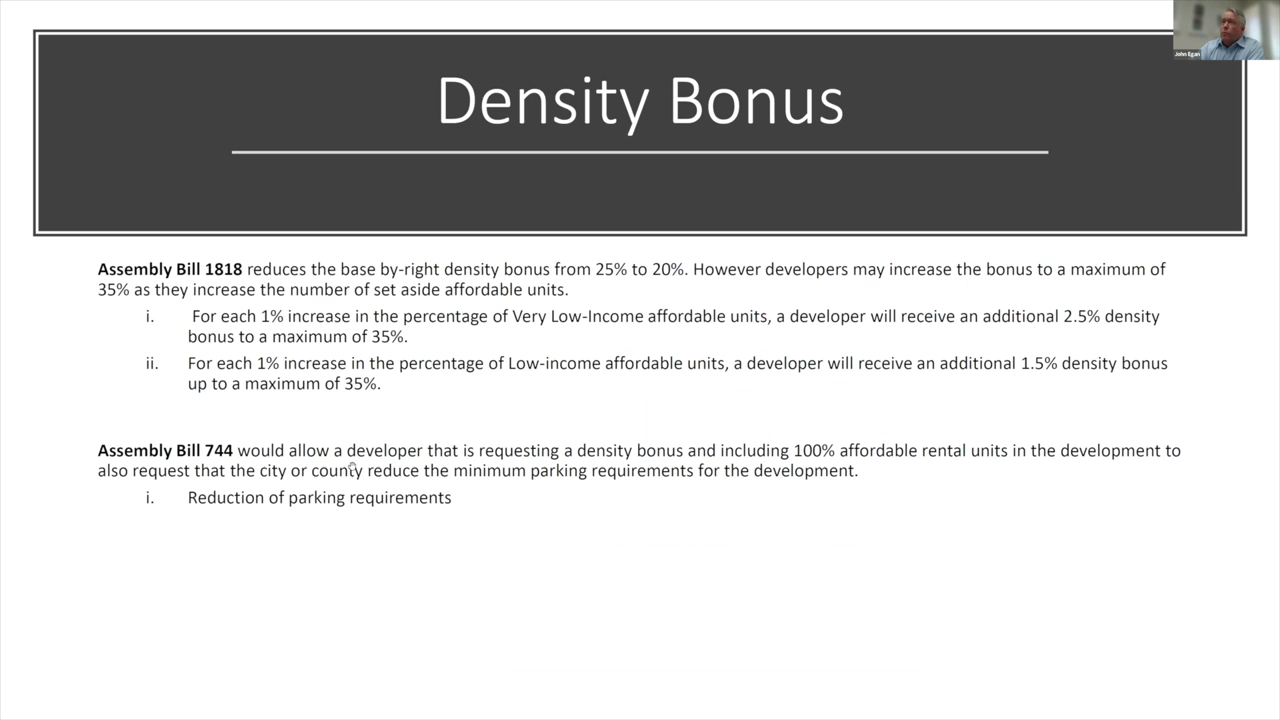 John Egan
Density Bonus
Assembly Bill 1818 reduces the base by-right density bonus from 25% to 20%. However developers may increase the bonus to a maximum of
35% as they increase the number of set aside affordable units.
i. For each 1% increase in the percentage of Very Low-Income affordable units, a developer will receive an additional 2.5% density
bonus to a maximum of 35%.
ii. For each 1% increase in the percentage of Low-income affordable units, a developer will receive an additional 1.5% density bonus
up to a maximum of 35%.
Assembly Bill 744 would allow a developer that is requesting a density bonus and including 100% affordable rental units in the development to
also request that the city or county reduce the minimum parking requirements for the development.
i. Reduction of parking requirements